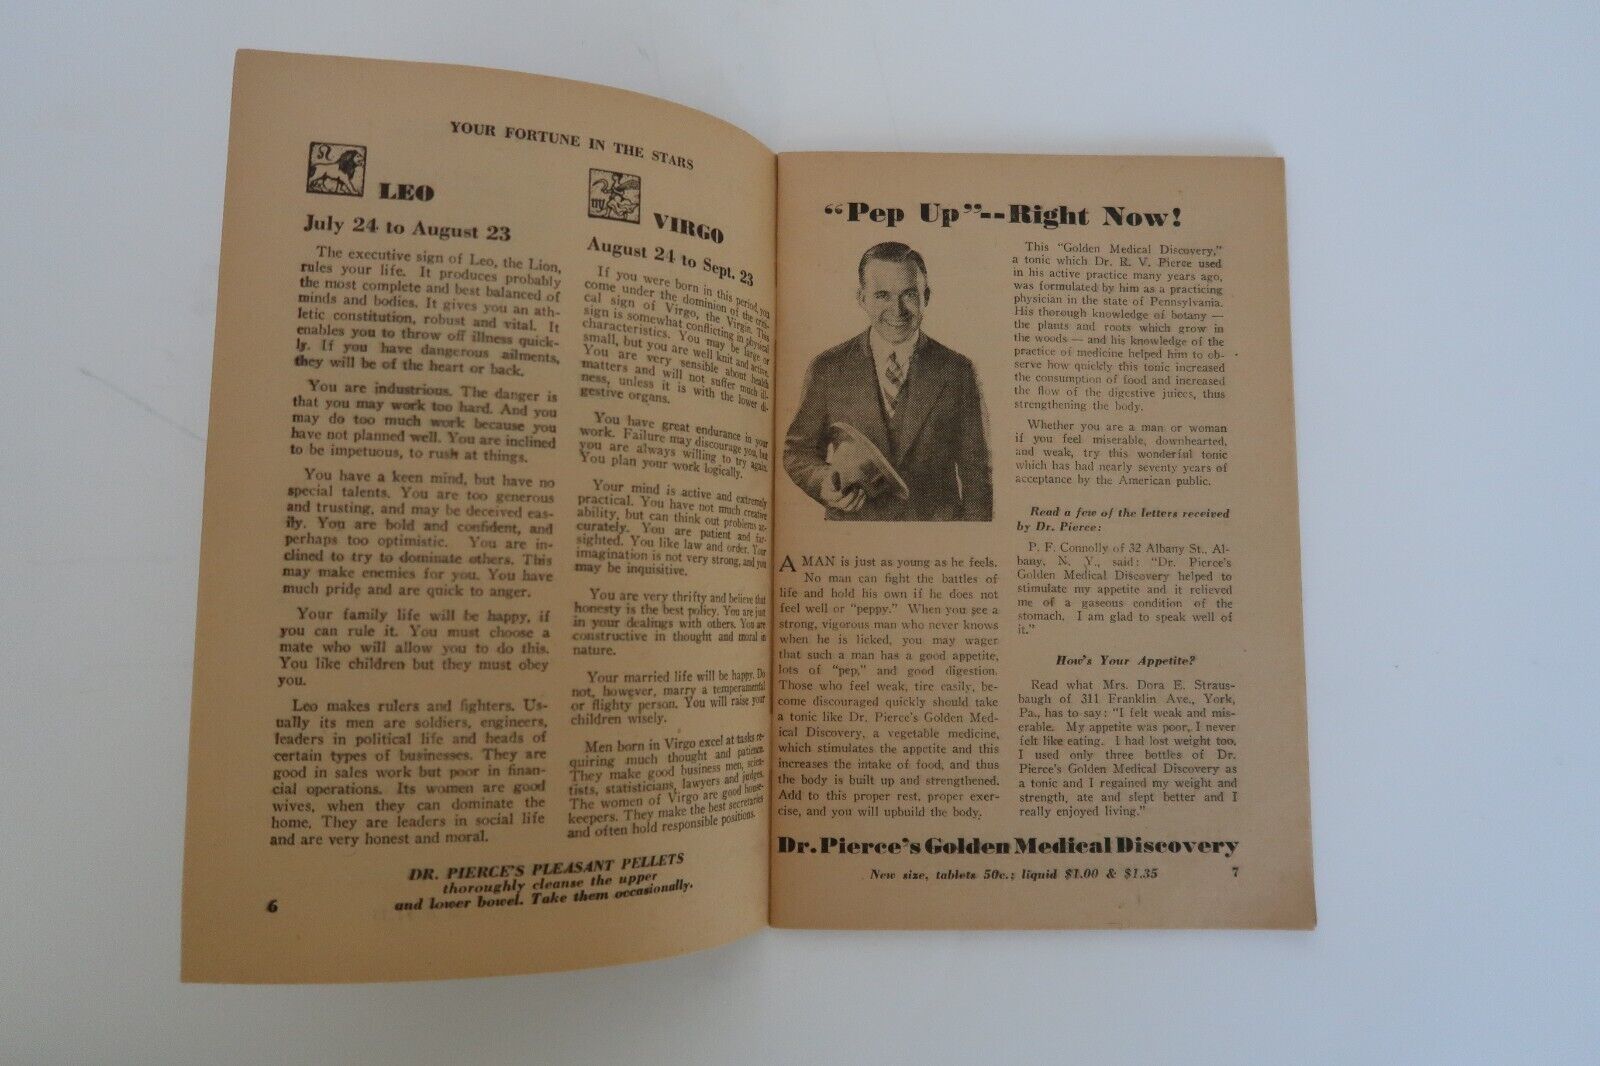 YOUR FORTUNE IN THE STARS
LEO
July 24 to August 23
The executive sign of Leo, the Lion,
rules your life. It produces probably
the most complete and best balanced of
minds and bodies. It gives you an ath-
letic constitution, robust and vital. It
enables you to throw off illness quick-
ly. If you have dangerous ailments,
they will be of the heart or back.
You are industrious. The danger is
that you may work too hard. And you
may do too much work because you
have not planned well. You are inclined
to be impetuous, to rush at things.
You have a keen mind, but have no
special talents. You are too generous
and trusting, and may be deceived eas-
ily. You are bold and confident, and
perhaps too optimistic. You are in-
clined to try to dominate others. This
may make enemies for you. You have
much pride and are quick to anger.
Your family life will be happy, if
you can rule it. You must choose a
mate who will allow you to do this.
You like children but they must obey
you.
Leo makes rulers and fighters. Us-
ually its men are soldiers, engineers,
leaders in political life and heads of
certain types of businesses. They are
good in sales work but poor in finan-
cial operations. Its women are good
wives, when they can dominate the
home. They are leaders in social life
and are very honest and moral.
VIRGO
August 24 to Sept. 23
If you were born in this period, you
come under the dominion of the criti-
cal sign of Virgo, the Virgin. This
sign is somewhat conflicting in physical
characteristics. You may be large or
small, but you are well knit and active.
You are very sensible about health
matters and will not suffer much ill-
ness, unless it is with the lower di-
gestive organs.
You have great endurance in your
work. Failure may discourage you, but
you are always willing to try again.
You plan your work logically.
Your mind is active and extremely
practical. You have not much creative
ability, but can think out problems ac-
curately. You are patient and far-
sighted. You like law and order. Your
imagination is not very strong, and you
may be inquisitive.
You are very thrifty and believe that
honesty is the best policy. You are just
in your dealings with others. You are
constructive in thought and moral in
nature.
Your married life will be happy. Do
not, however, marry a temperamental
or flighty person. You will raise your
children wisely.
Men born in Virgo excel at tasks re-
quiring much thought and patience.
They make good business men, scien-
tists, statisticians, lawyers and judges.
The women of Virgo are good house-
keepers. They make the best secretaries
and often hold responsible positions.
DR. PIERCE'S PLEASANT PELLETS
thoroughly cleanse the upper
and lower bowel. Take them occasionally.
6
"Pep Up"--Right Now!
A MAN is just as young as he feels.
No man can fight the battles of
life and hold his own if he does not
feel well or "peppy." When you see a
strong, vigorous man who never knows
when he is licked, you may wager
that such a man has a good appetite,
lots of "pep," and good digestion.
Those who feel weak, tire easily, be-
come discouraged quickly should take
a tonic like Dr. Pierce's Golden Med-
ical Discovery, a vegetable medicine,
which stimulates the appetite and this
increases the intake of food, and thus
the body is built up and strengthened.
Add to this proper rest, proper exer-
cise, and you will upbuild the body.
This "Golden Medical Discovery,"
a tonic which Dr. R. V. Pierce used
in his active practice many years ago,
was formulated by him as a practicing
physician in the state of Pennsylvania.
His thorough knowledge of botany —
the plants and roots which grow in
the woods — and his knowledge of the
practice of medicine helped him to ob-
serve how quickly this tonic increased
the consumption of food and increased
the flow of the digestive juices, thus
strengthening the body.
Whether you are a man or woman
if you feel miserable, downhearted,
and weak, try this wonderful tonic
which has had nearly seventy years of
acceptance by the American public.
Read a few of the letters received
by Dr. Pierce:
P. F. Connolly of 32 Albany St., Al-
bany, N. Y., said: "Dr. Pierce's
Golden Medical Discovery helped to
stimulate my appetite and it relieved
me of a gaseous condition of the
stomach. I am glad to speak well of
it."
How's Your Appetite?
Read what Mrs. Dora E. Straus-
baugh of 311 Franklin Ave., York,
Pa., has to say: "I felt weak and mis-
erable. My appetite was poor, I never
felt like eating. I had lost weight too.
I used only three bottles of Dr.
Pierce's Golden Medical Discovery as
a tonic and I regained my weight and
strength, ate and slept better and I
really enjoyed living."
Dr. Pierce's Golden Medical Discovery
New size, tablets 50c.; liquid $1.00 & $1.35
7